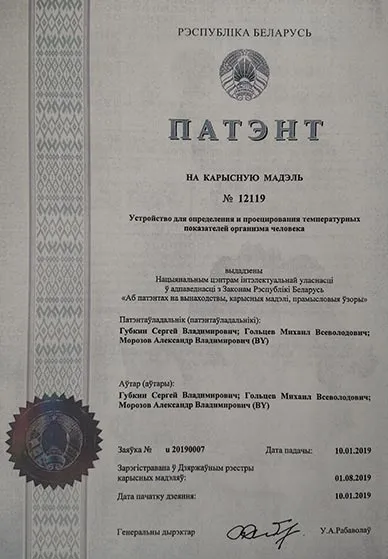 РЭСПУБЛІКА БЕЛАРУСЬ
ПАТЭНТ
НА КАРЫСНУЮ МАДЭЛЬ
№ 12119
Устройство для определения и проецирования температурных
показателей организма человека
выдадзены
Нацыянальным цэнтрам інтэлектуальнай уласнасці
ў адпаведнасці з Законам Рэспублікі Беларусь
«Аб патэнтах на вынаходствы, карысныя мадэлі, прамысловыя ўзоры»
Патэнтаўладальнік (патэнтаўладальнікі):
Губкин Сергей Владимирович; Гольцев Михаил Всеволодович;
Морозов Александр Владимирович (BY)
Аўтар (аўтары):
Губкин Сергей Владимирович; Гольцев Михаил Всеволодович;
Морозов Александр Владимирович (BY)
Заяўка № u 20190007 Дата падачы: 10.01.2019
Зарэгістравана ў Дзяржаўным рэестры
карысных мадэляў: 01.08.2019
Дата пачатку дзеяння: 10.01.2019
Генеральны дырэктар У.А.Рабаволаў